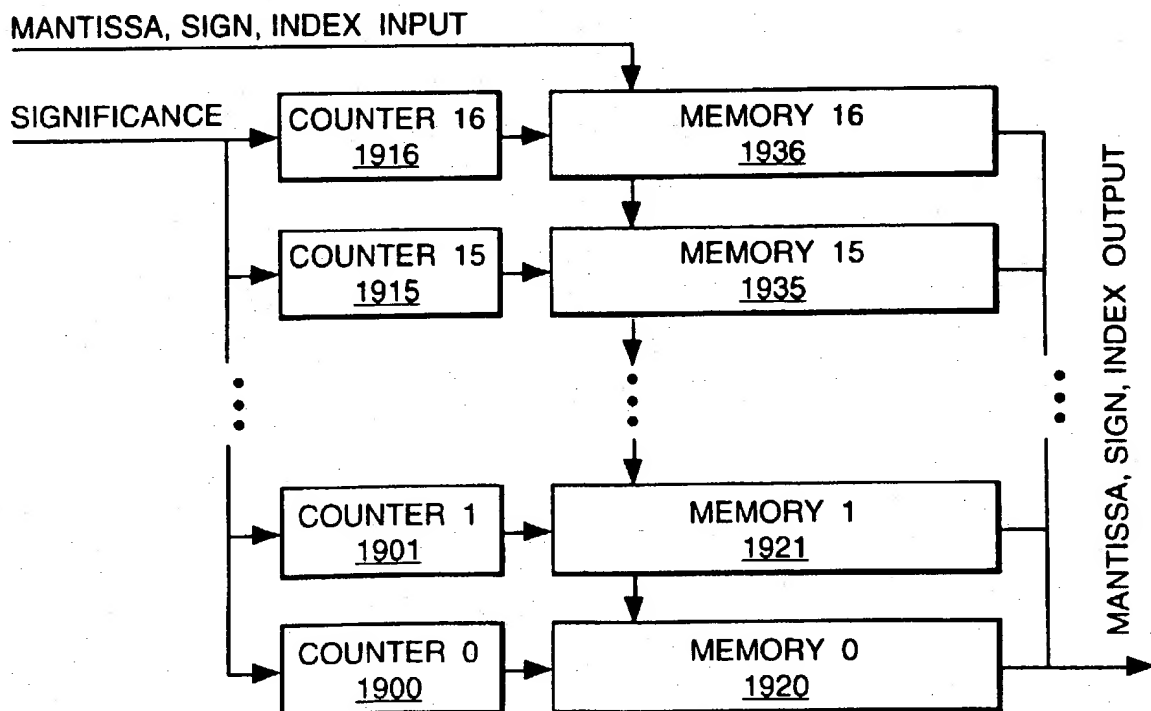 MANTISSA, SIGN, INDEX INPUT
SIGNIFICANCE
COUNTER 16
1916
MEMORY 16
1936
COUNTER 15
1915
MEMORY 15
1935
COUNTER 1
1901
MEMORY 1
1921
COUNTER 0
1900
MEMORY 0
1920
MANTISSA, SIGN, INDEX OUTPUT